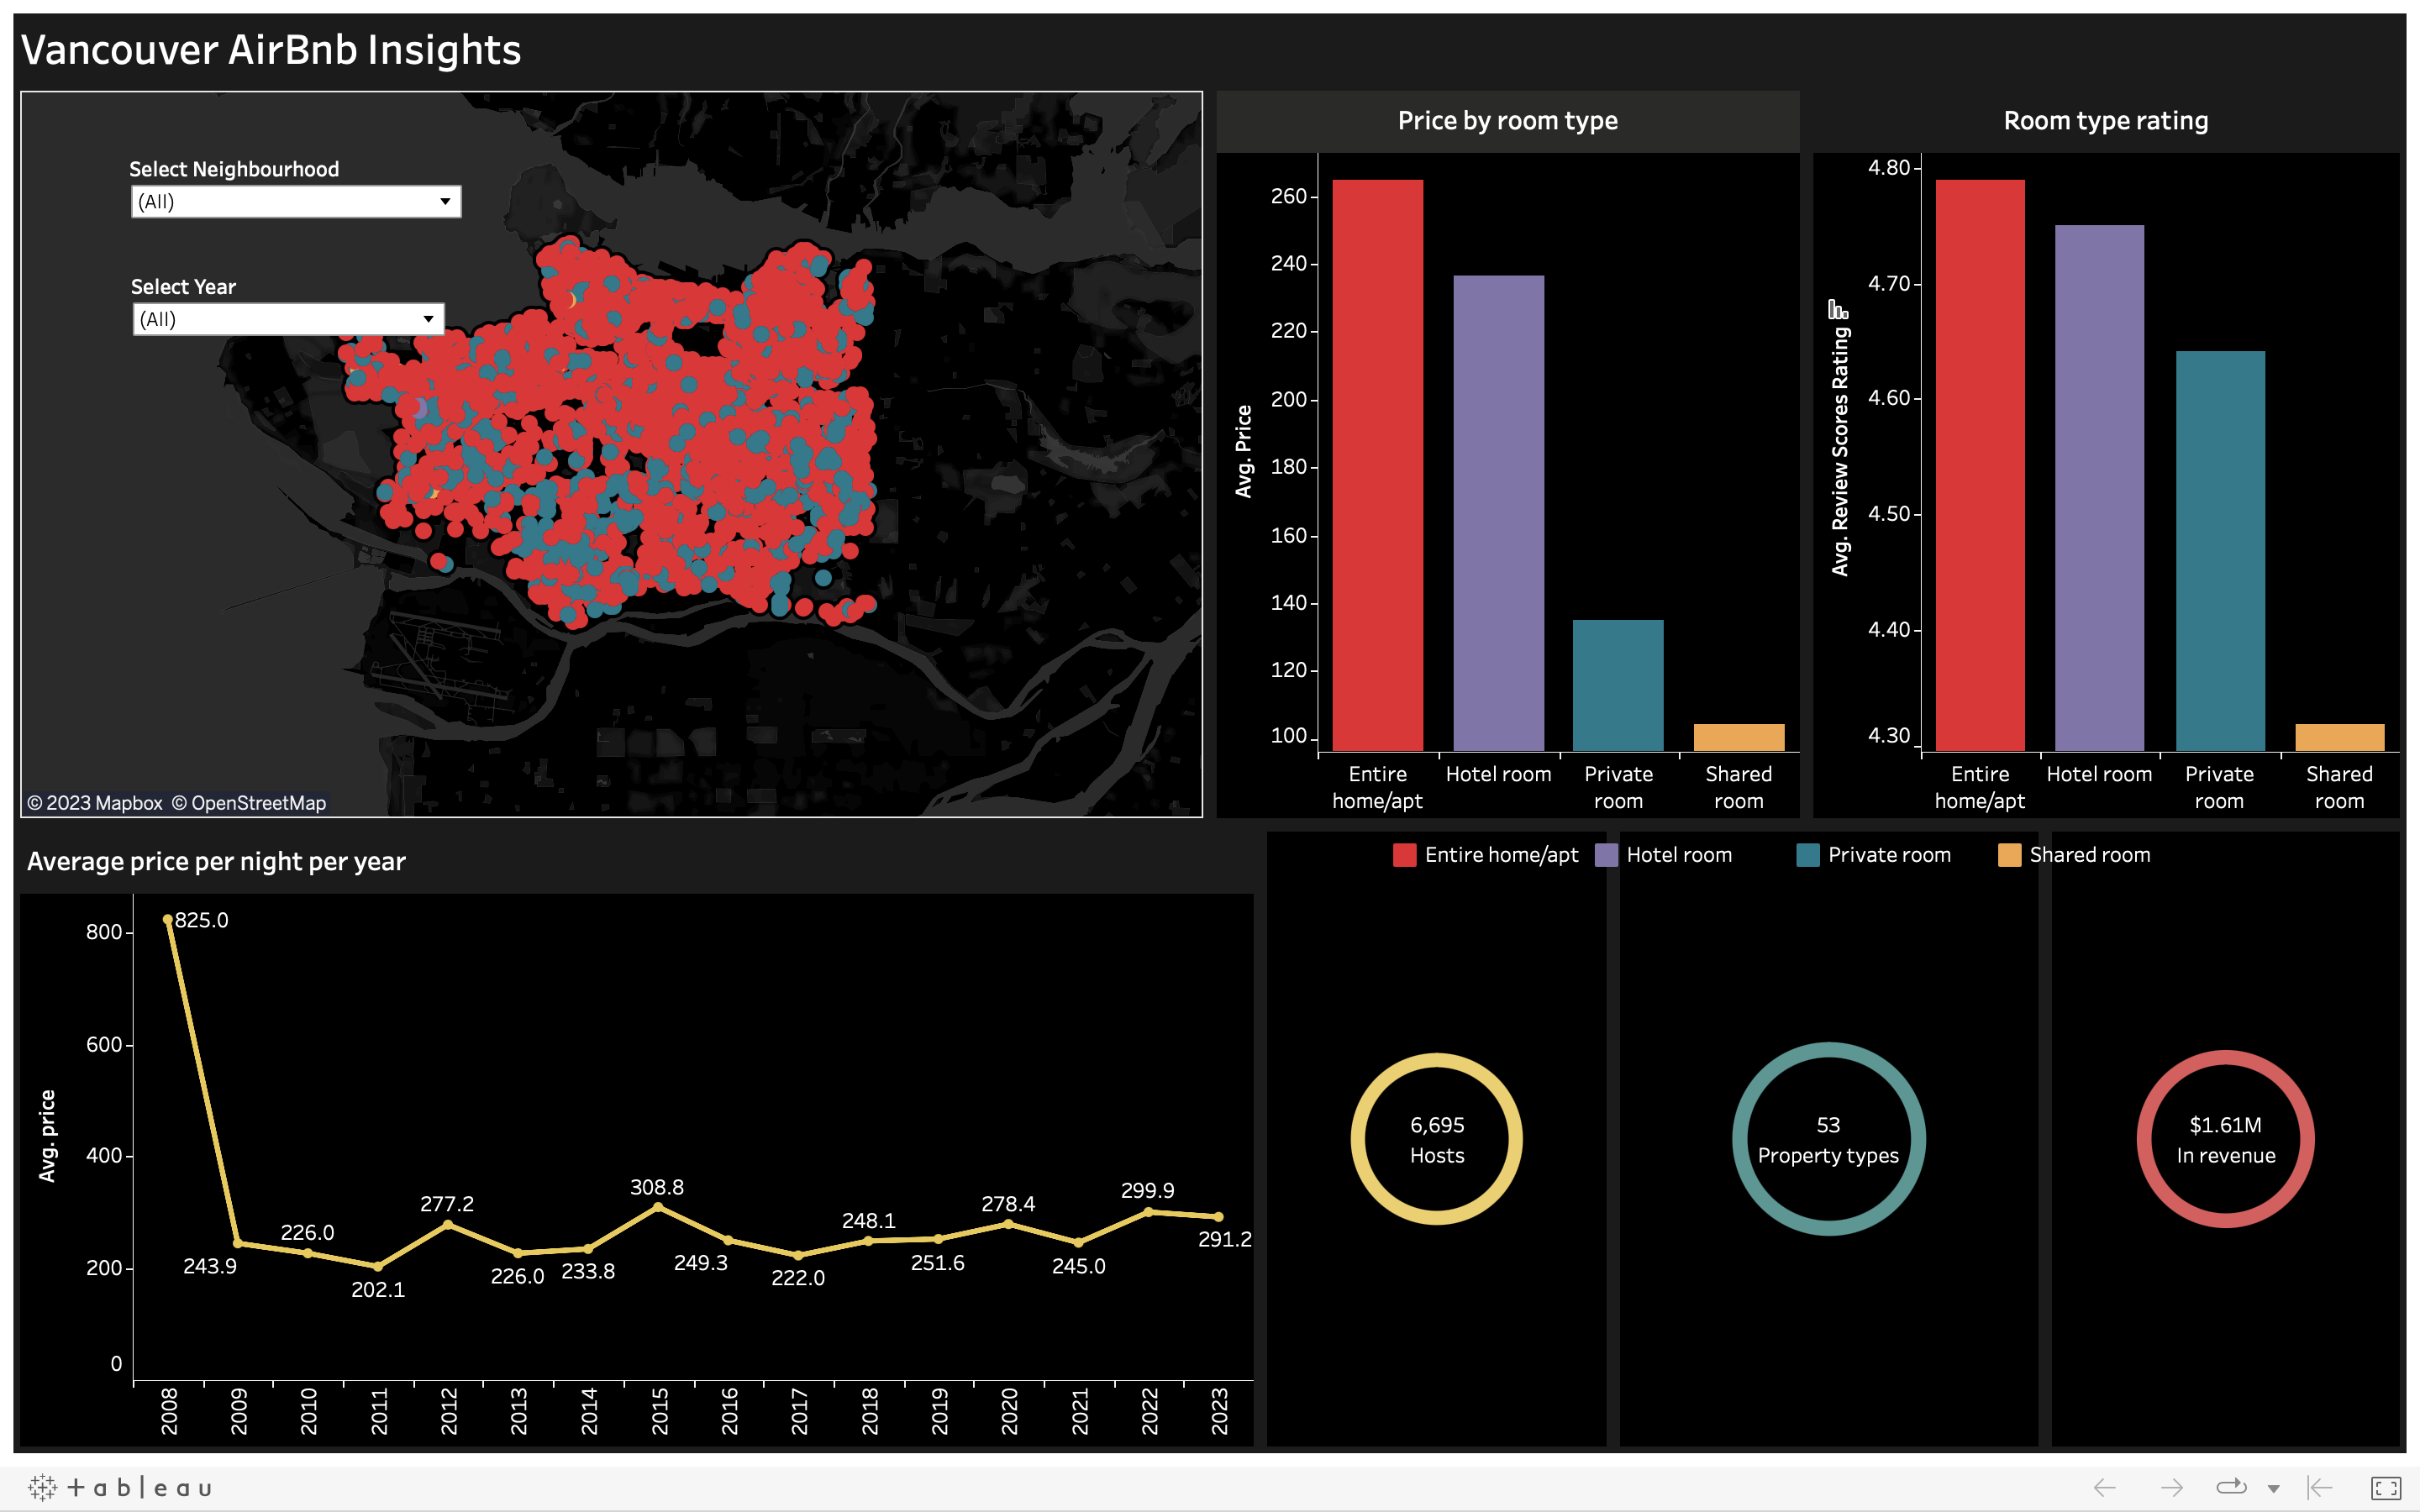 Vancouver AirBnb Insights
Select Neighbourhood
(All)
Select Year
(All)
© 2023 Mapbox © OpenStreetMap
Price by room type
Avg. Price
260
240
220
200
180
160
140
120
100
Entire home/apt
Hotel room
Private room
Shared room
Room type rating
Avg. Review Scores Rating
4.80
4.70
4.60
4.50
4.40
4.30
Entire home/apt
Hotel room
Private room
Shared room
Average price per night per year
Avg. price
800
600
400
200
0
825.0
243.9
226.0
202.1
277.2
226.0
233.8
308.8
249.3
222.0
248.1
251.6
278.4
245.0
299.9
291.2
2008
2009
2010
2011
2012
2013
2014
2015
2016
2017
2018
2019
2020
2021
2022
2023
Entire home/apt
Hotel room
Private room
Shared room
6,695
Hosts
53
Property types
$1.61M
In revenue
+ableau